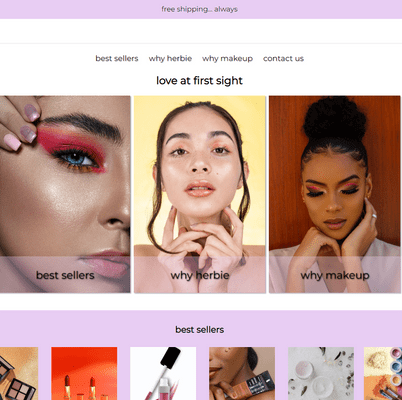 free shipping... always
best sellers why herbie why makeup contact us
love at first sight
best sellers why herbie why makeup
best sellers